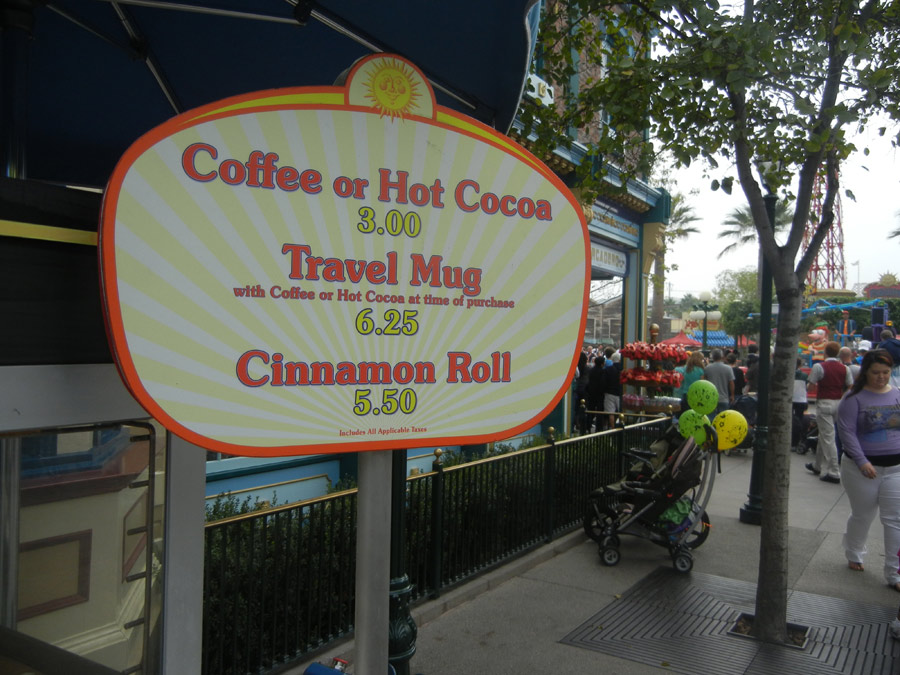 Coffee or Hot Cocoa
3.00
Travel Mug
with Coffee or Hot Cocoa at time of purchase
6.25
Cinnamon Roll
5.50
Includes All Applicable Taxes